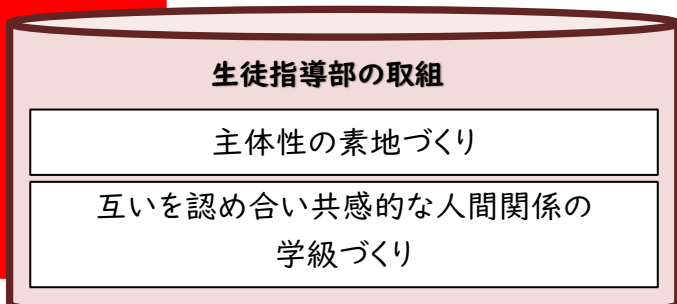 生徒指導部の取組
主体性の素地づくり
互いを認め合い共感的な人間関係の
学級づくり